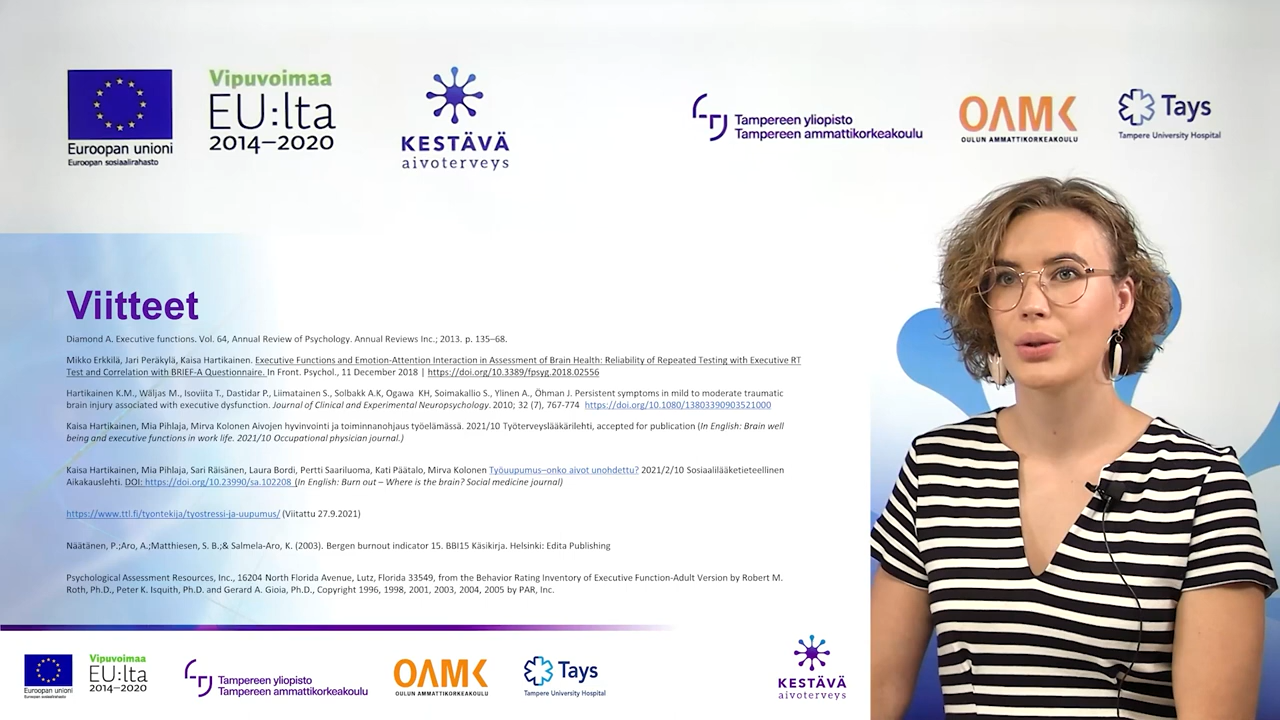 Euroopan unioni
Euroopan sosiaalirahasto
Vipuvoimaa
EU:lta
2014–2020
KESTÄVÄ
aivoterveys
Tampereen yliopisto
Tampereen ammattikorkeakoulu
OAMK
OULUN AMMATTIKORKEAKOULU
Tays
Tampere University Hospital
Viitteet
Diamond A. Executive functions. Vol. 64, Annual Review of Psychology. Annual Reviews Inc.; 2013. p. 135–68.
Mikko Erkkilä, Jari Peräkylä, Kaisa Hartikainen. Executive Functions and Emotion-Attention Interaction in Assessment of Brain Health: Reliability of Repeated Testing with Executive RT
Test and Correlation with BRIEF-A Questionnaire. In Front. Psychol., 11 December 2018 | https://doi.org/10.3389/fpsyg.2018.02556
Hartikainen K.M., Wäljas M., Isoviita T., Dastidar P., Liimatainen S., Solbakk A.K, Ogawa KH, Soimakallio S., Ylinen A., Öhman J. Persistent symptoms in mild to moderate traumatic
brain injury associated with executive dysfunction. Journal of Clinical and Experimental Neuropsychology. 2010; 32 (7), 767-774 https://doi.org/10.1080/13803390903521000
Kaisa Hartikainen, Mia Pihlaja, Mirva Kolonen Aivojen hyvinvointi ja toiminnanohjaus työelämässä. 2021/10 Työterveyslääkärilehti, accepted for publication (In English: Brain well
being and executive functions in work life. 2021/10 Occupational physician journal.)
Kaisa Hartikainen, Mia Pihlaja, Sari Räisänen, Laura Bordi, Pertti Saariluoma, Kati Päätalo, Mirva Kolonen Työuupumus–onko aivot unohdettu? 2021/2/10 Sosiaalilääketieteellinen
Aikakauslehti. DOI: https://doi.org/10.23990/sa.102208 (In English: Burn out – Where is the brain? Social medicine journal)
https://www.ttl.fi/tyontekija/tyostressi-ja-uupumus/ (Viitattu 27.9.2021)
Näätänen, P.;Aro, A.;Matthiesen, S. B.;& Salmela-Aro, K. (2003). Bergen burnout indicator 15. BBI15 Käsikirja. Helsinki: Edita Publishing
Psychological Assessment Resources, Inc., 16204 North Florida Avenue, Lutz, Florida 33549, from the Behavior Rating Inventory of Executive Function-Adult Version by Robert M.
Roth, Ph.D., Peter K. Isquith, Ph.D. and Gerard A. Gioia, Ph.D., Copyright 1996, 1998, 2001, 2003, 2004, 2005 by PAR, Inc.
Euroopan unioni
Euroopan sosiaalirahasto
Vipuvoimaa
EU:lta
2014–2020
Tampereen yliopisto
Tampereen ammattikorkeakoulu
OAMK
OULUN AMMATTIKORKEAKOULU
Tays
Tampere University Hospital
KESTÄVÄ
aivoterveys